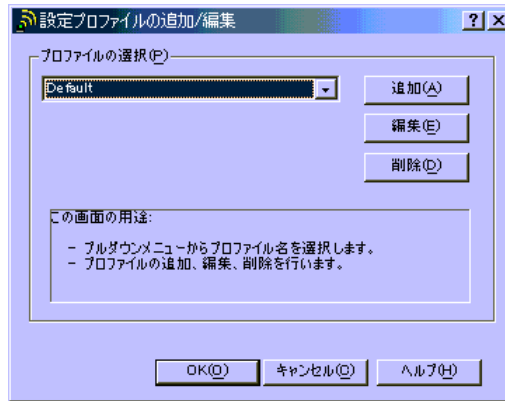 設定プロファイルの追加/編集
プロファイルの選択(P)
Default
追加(A)
編集(E)
削除(D)
この画面の用途:
- プルダウンメニューからプロファイル名を選択します。
- プロファイルの追加、編集、削除を行います。
OK(O)
キャンセル(C)
ヘルプ(H)